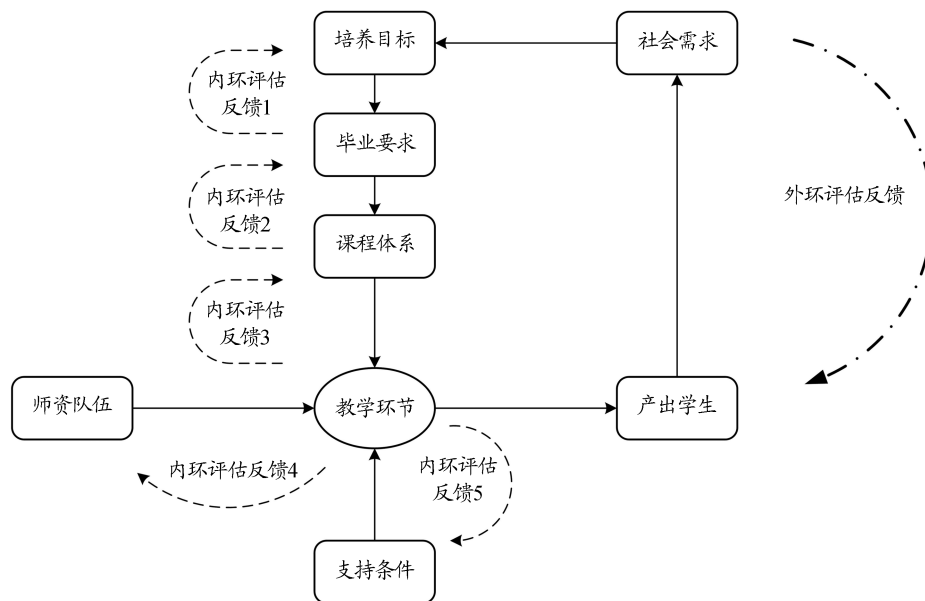 培养目标
社会需求
内环评估
反馈1
毕业要求
内环评估
反馈2
外环评估反馈
课程体系
内环评估
反馈3
师资队伍
教学环节
产出学生
内环评估反馈4
内环评估
反馈5
支持条件